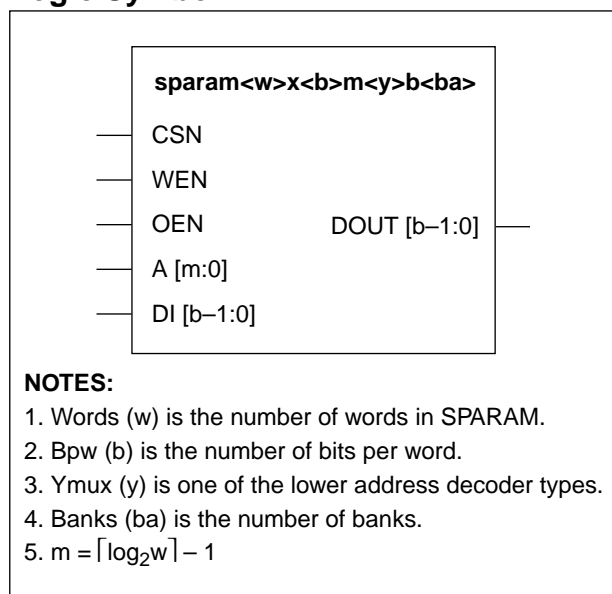 sparam<w>x<b>m<y>b<ba>
CSN
WEN
OEN
DOUT [b–1:0]
A [m:0]
DI [b–1:0]
NOTES:
1. Words (w) is the number of words in SPARAM.
2. Bpw (b) is the number of bits per word.
3. Ymux (y) is one of the lower address decoder types.
4. Banks (ba) is the number of banks.
5. m = ⌈log₂w⌉ – 1